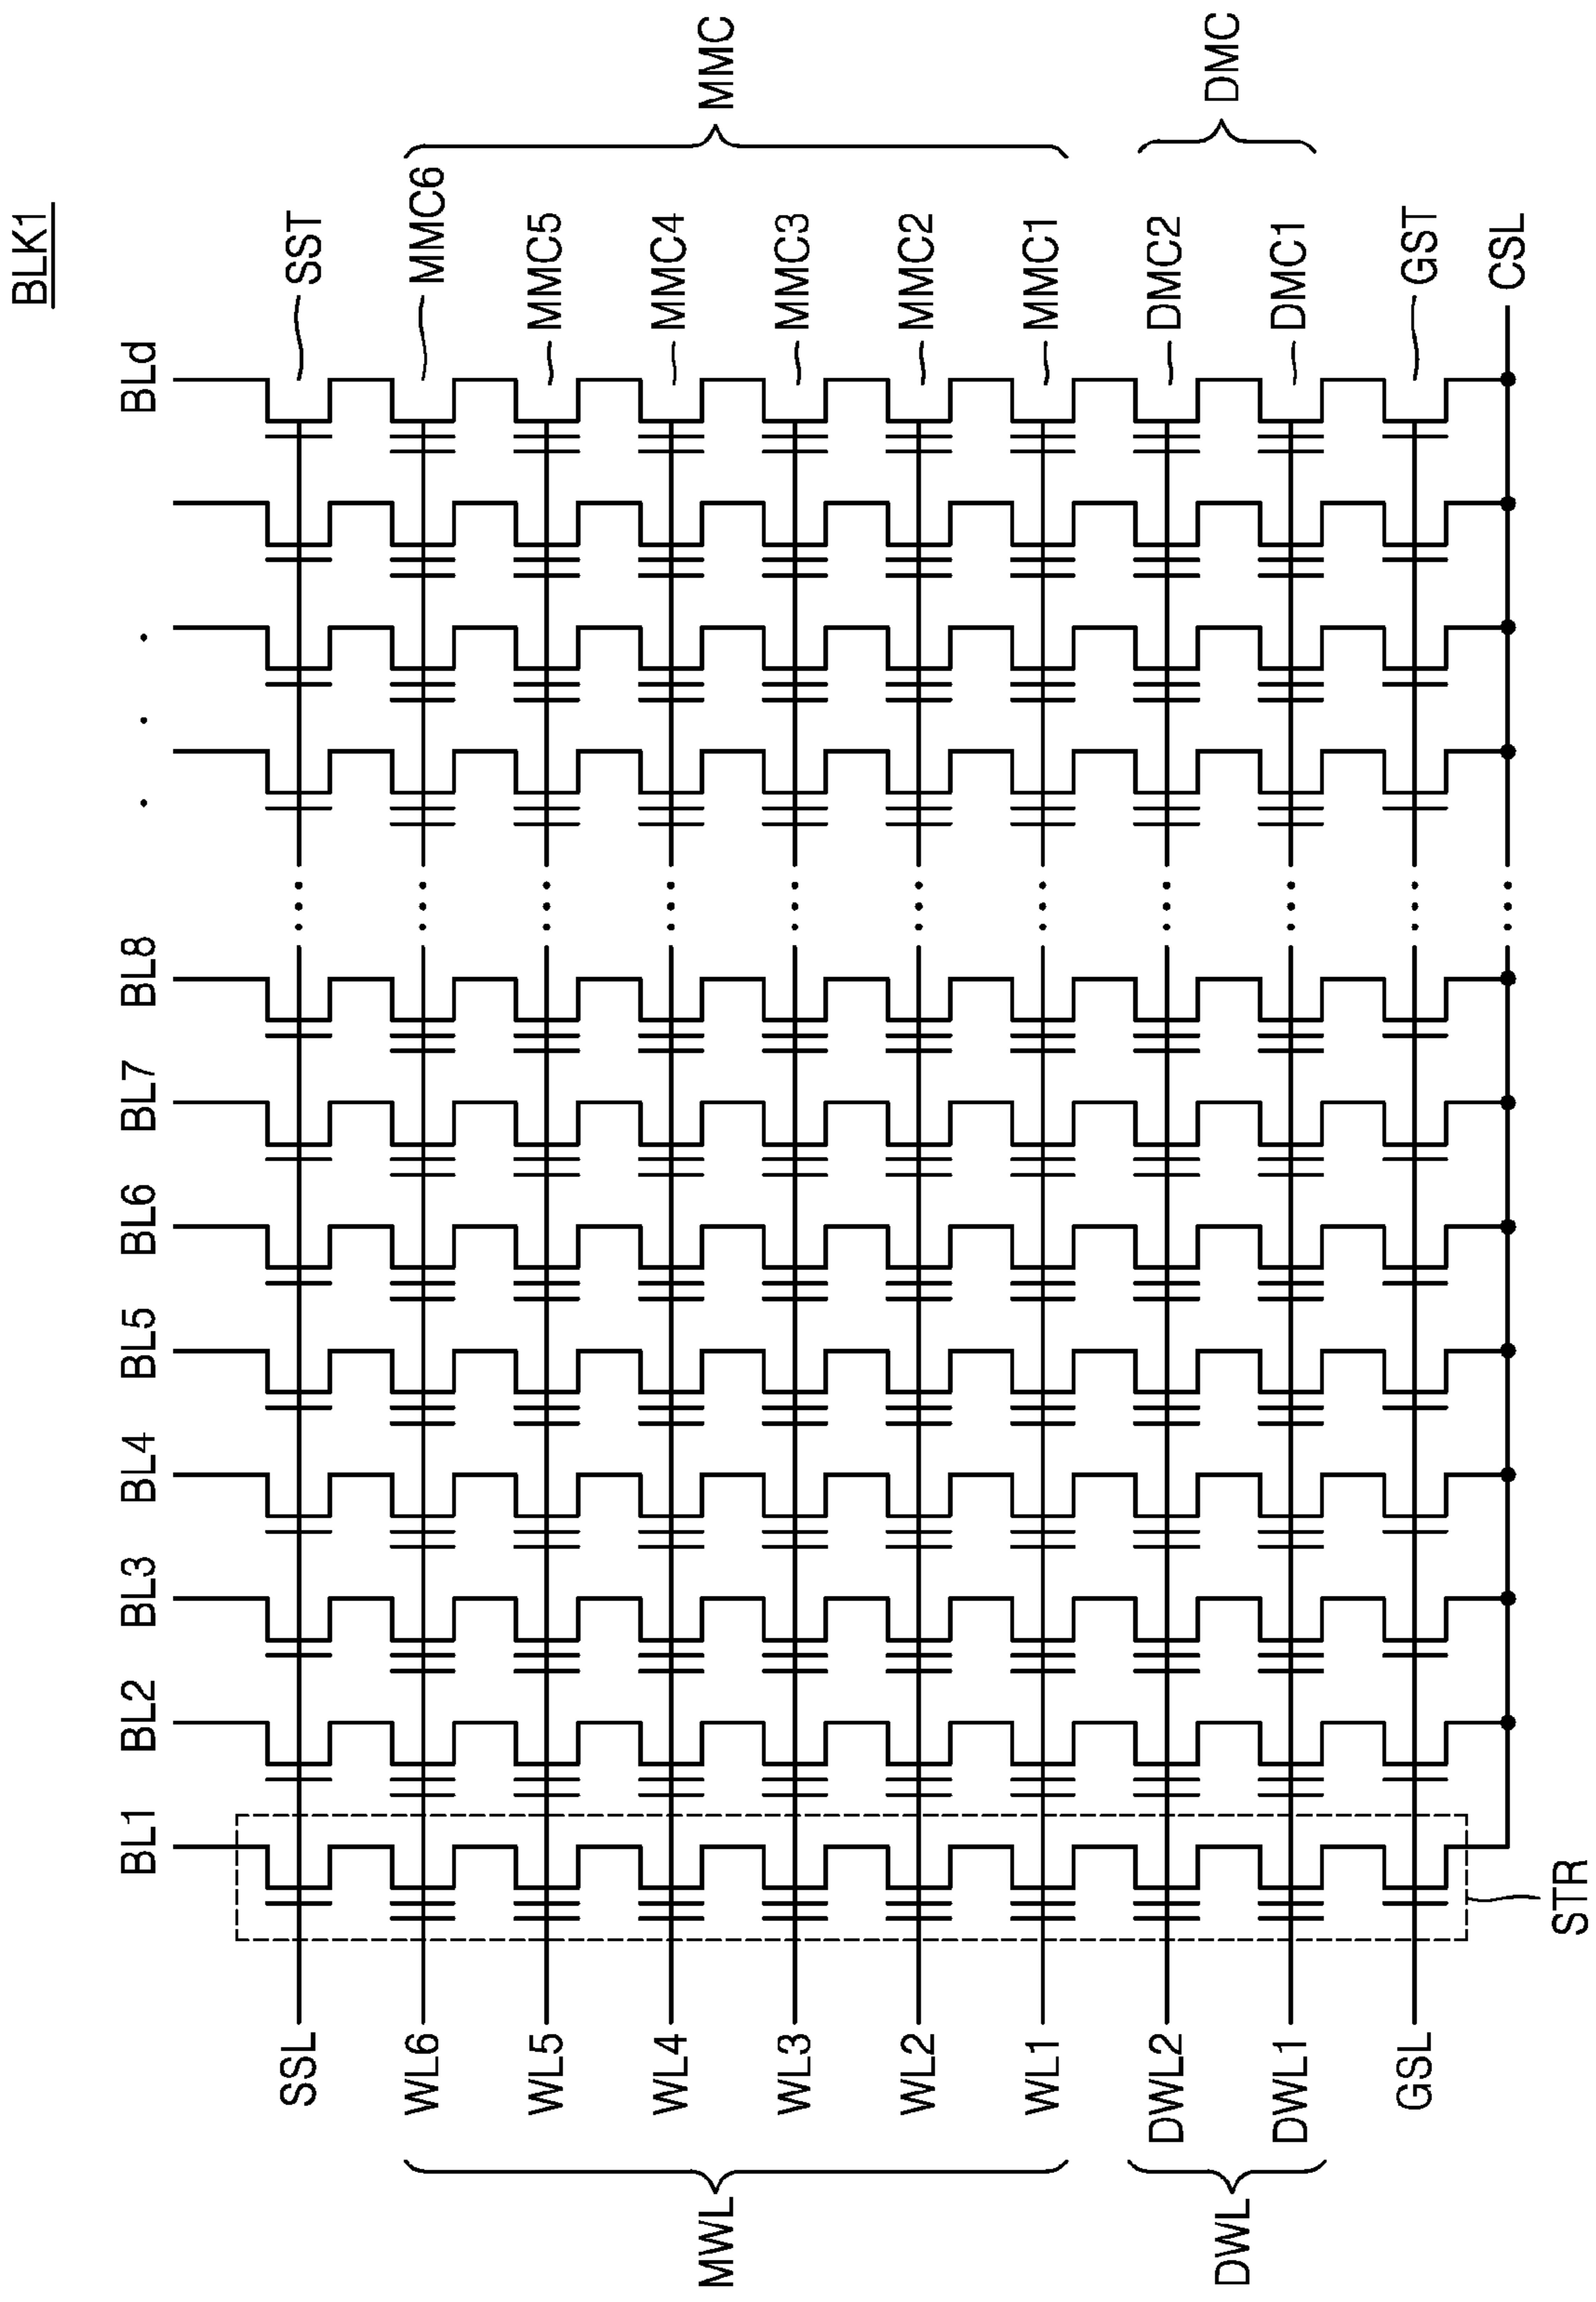 BLK1
BL1 BL2 BL3 BL4 BL5 BL6 BL7 BL8 ... BLd
SSL SST
WL6 MMC6
WL5 MMC5
WL4 MMC4
MWL MMC
WL3 MMC3
WL2 MMC2
WL1 MMC1
DWL2 DMC2
DWL DMC
DWL1 DMC1
GSL GST
CSL
STR